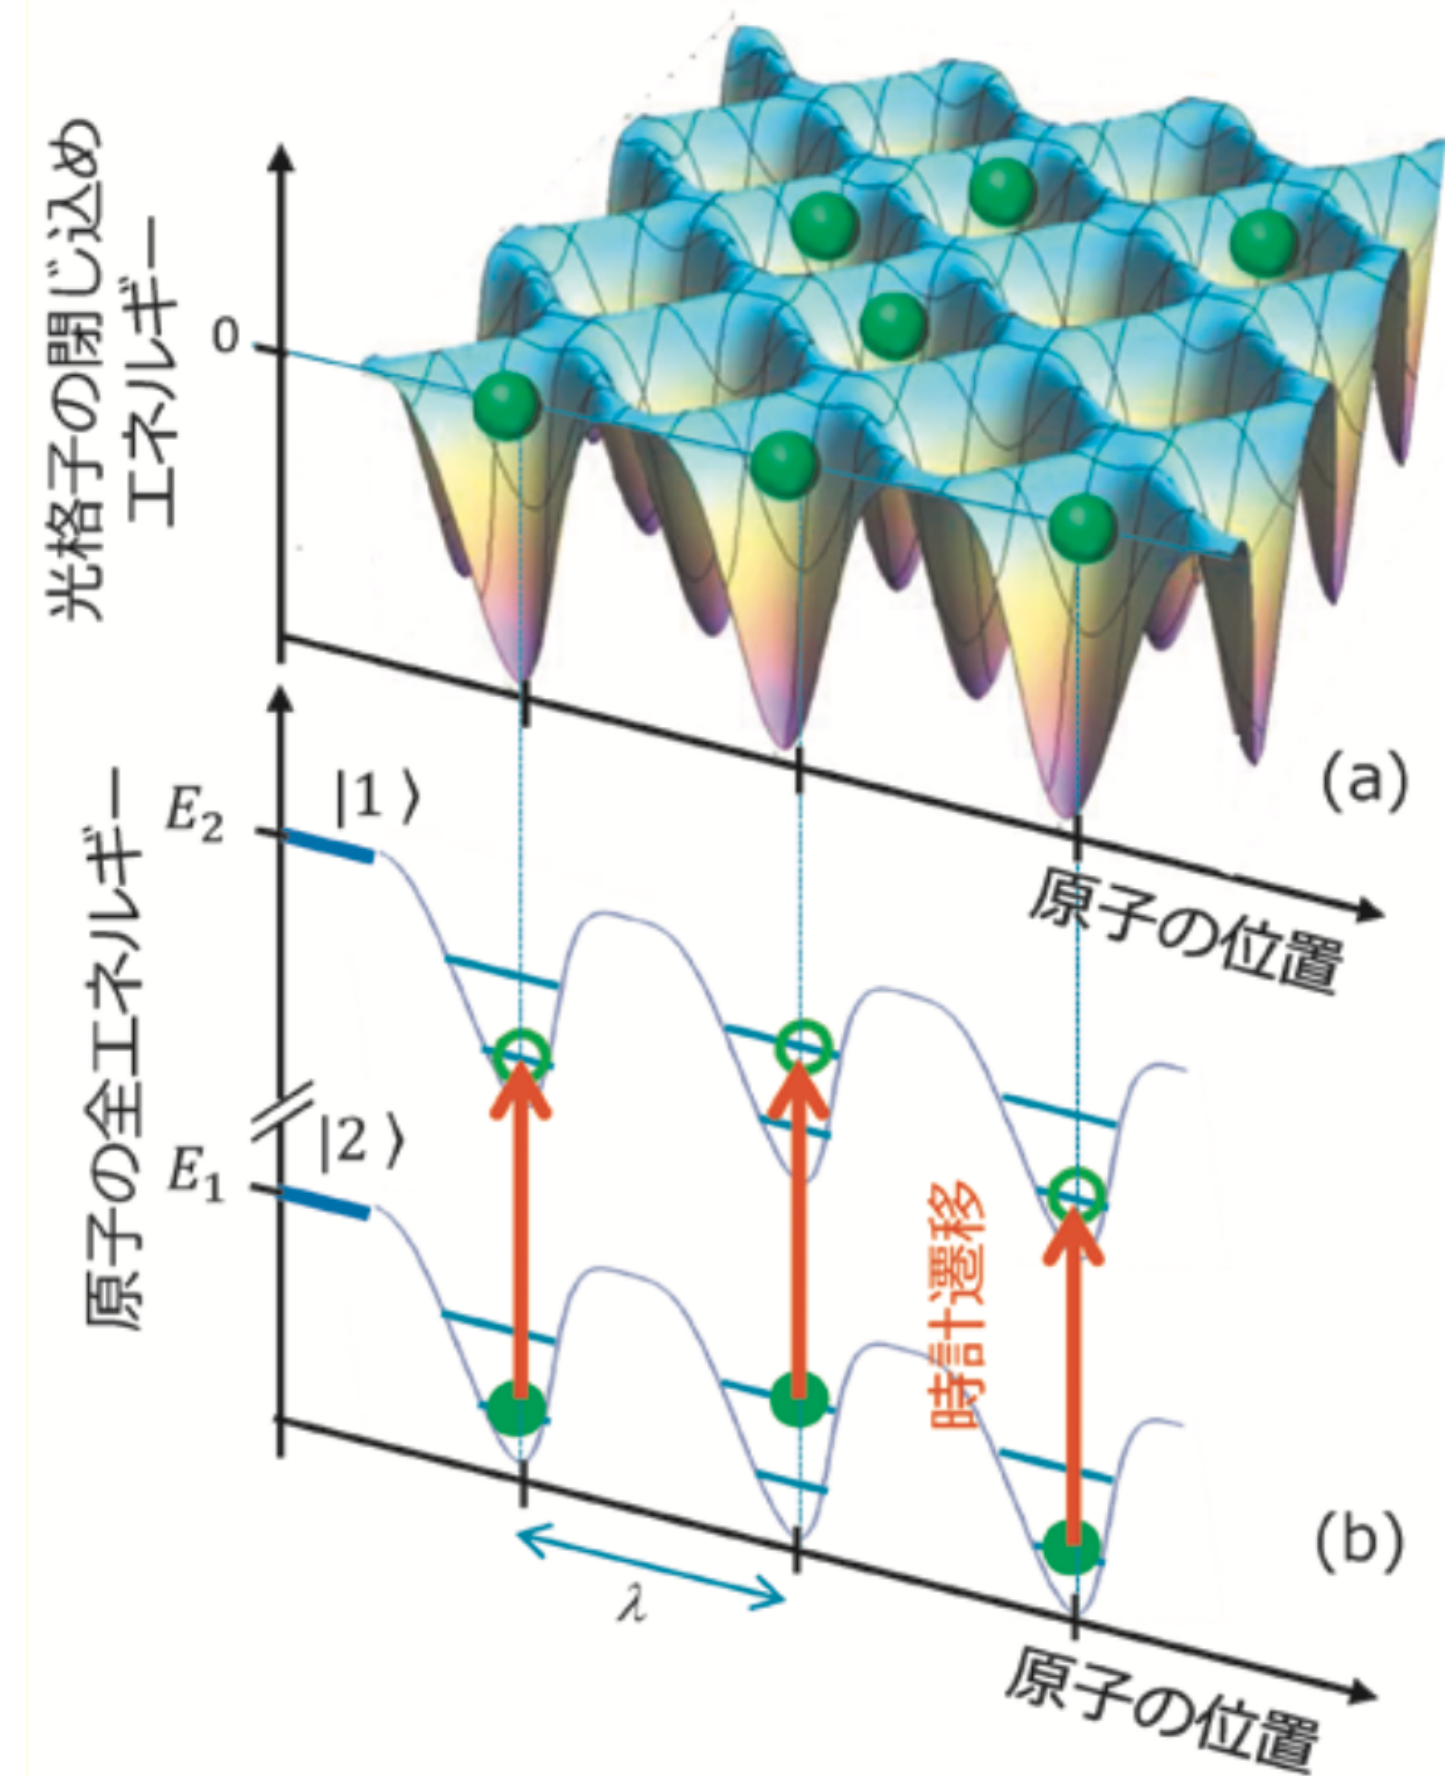 光格子の閉じ込め
エネルギー
0
(a)
原子の位置
原子の全エネルギー
E₂
|1⟩
|2⟩
E₁
時計遷移
(b)
λ
原子の位置